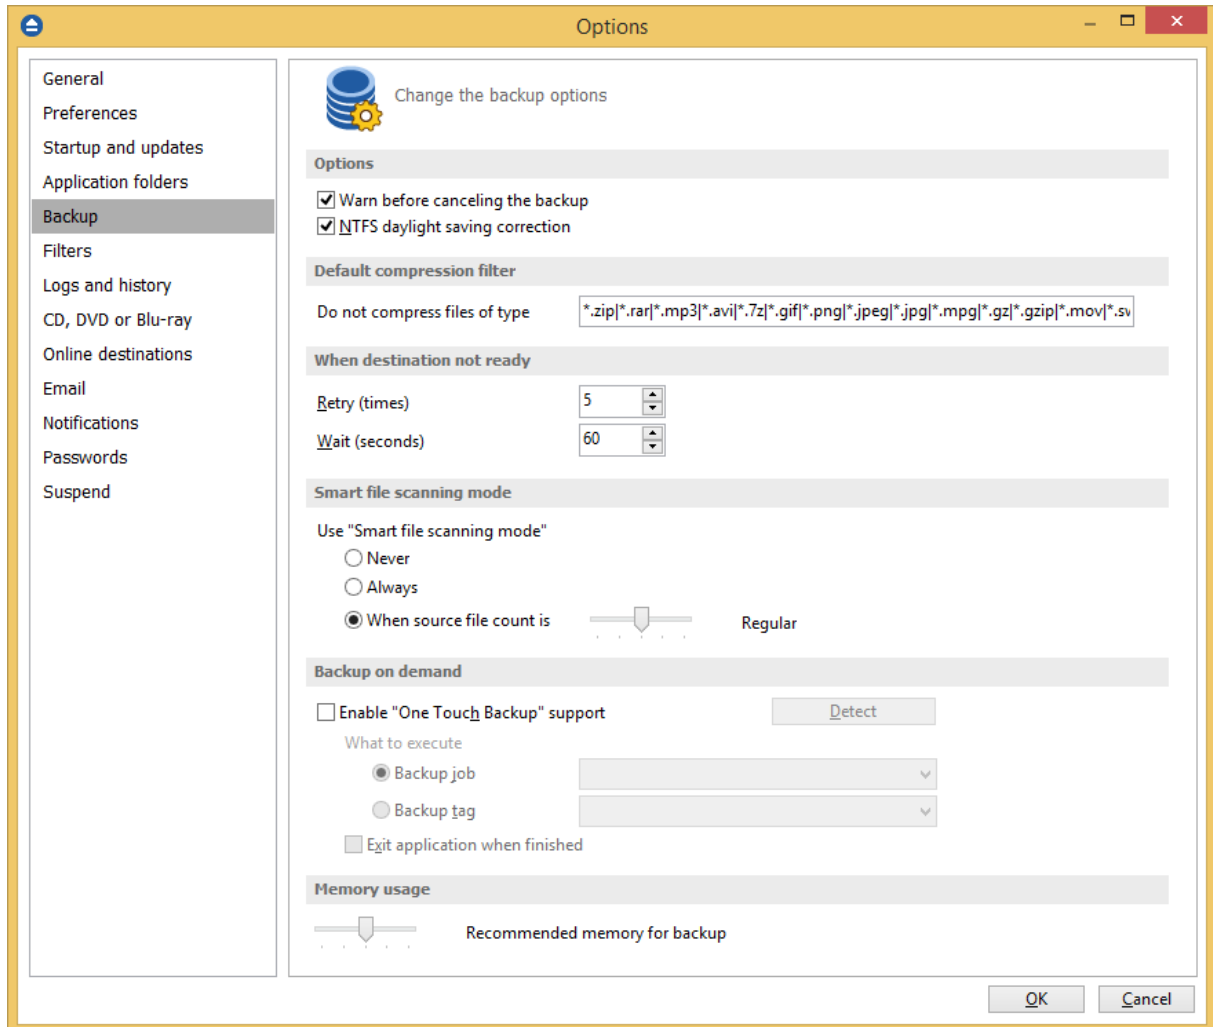 Options
General
Preferences
Startup and updates
Application folders
Backup
Filters
Logs and history
CD, DVD or Blu-ray
Online destinations
Email
Notifications
Passwords
Suspend
Change the backup options
Options
Warn before canceling the backup
NTFS daylight saving correction
Default compression filter
Do not compress files of type *.zip|*.rar|*.mp3|*.avi|*.7z|*.gif|*.png|*.jpeg|*.jpg|*.mpg|*.gz|*.gzip|*.mov|*.sw
When destination not ready
Retry (times) 5
Wait (seconds) 60
Smart file scanning mode
Use "Smart file scanning mode"
Never
Always
When source file count is Regular
Backup on demand
Enable "One Touch Backup" support Detect
What to execute
Backup job
Backup tag
Exit application when finished
Memory usage
Recommended memory for backup
OK Cancel